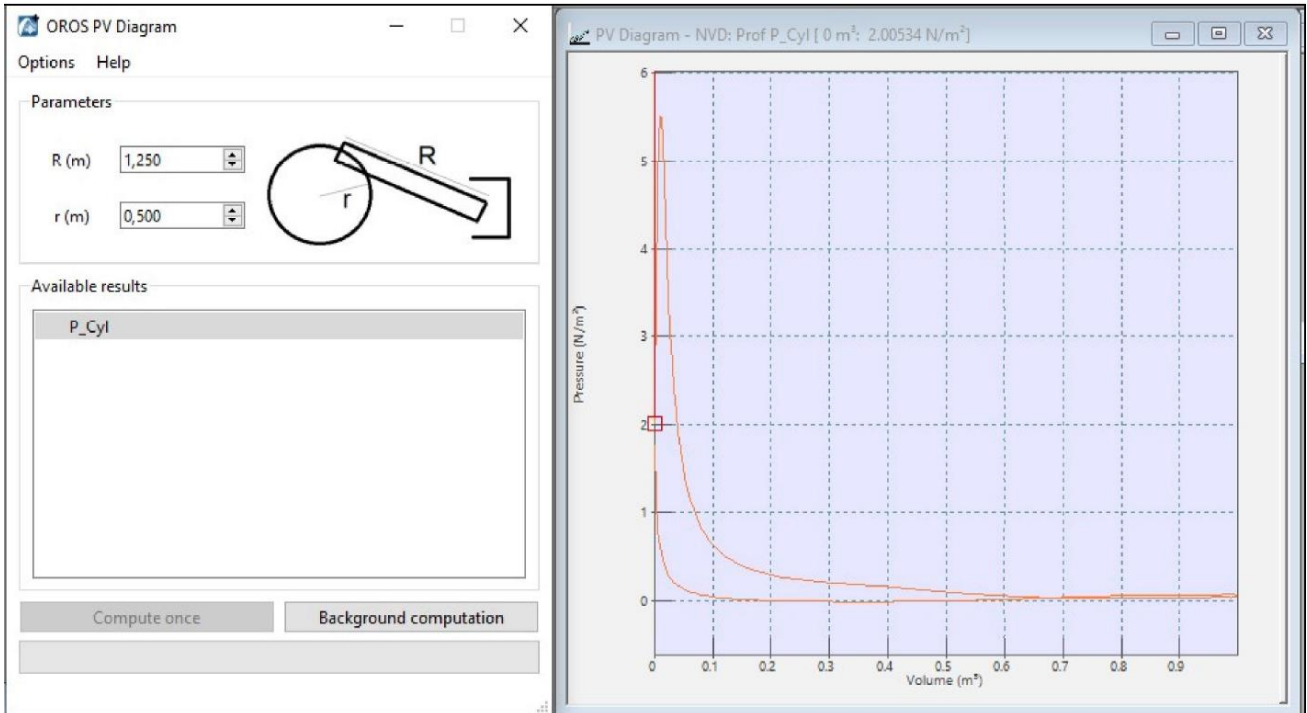 OROS PV Diagram
Options Help
Parameters
R (m) 1,250
r (m) 0,500
R
r
Available results
P_Cyl
Compute once Background computation
PV Diagram - NVD: Prof P_Cyl [ 0 m³: 2.00534 N/m²]
Pressure (N/m²)
6
5
4
3
2
1
0
0 0.1 0.2 0.3 0.4 0.5 0.6 0.7 0.8 0.9
Volume (m³)